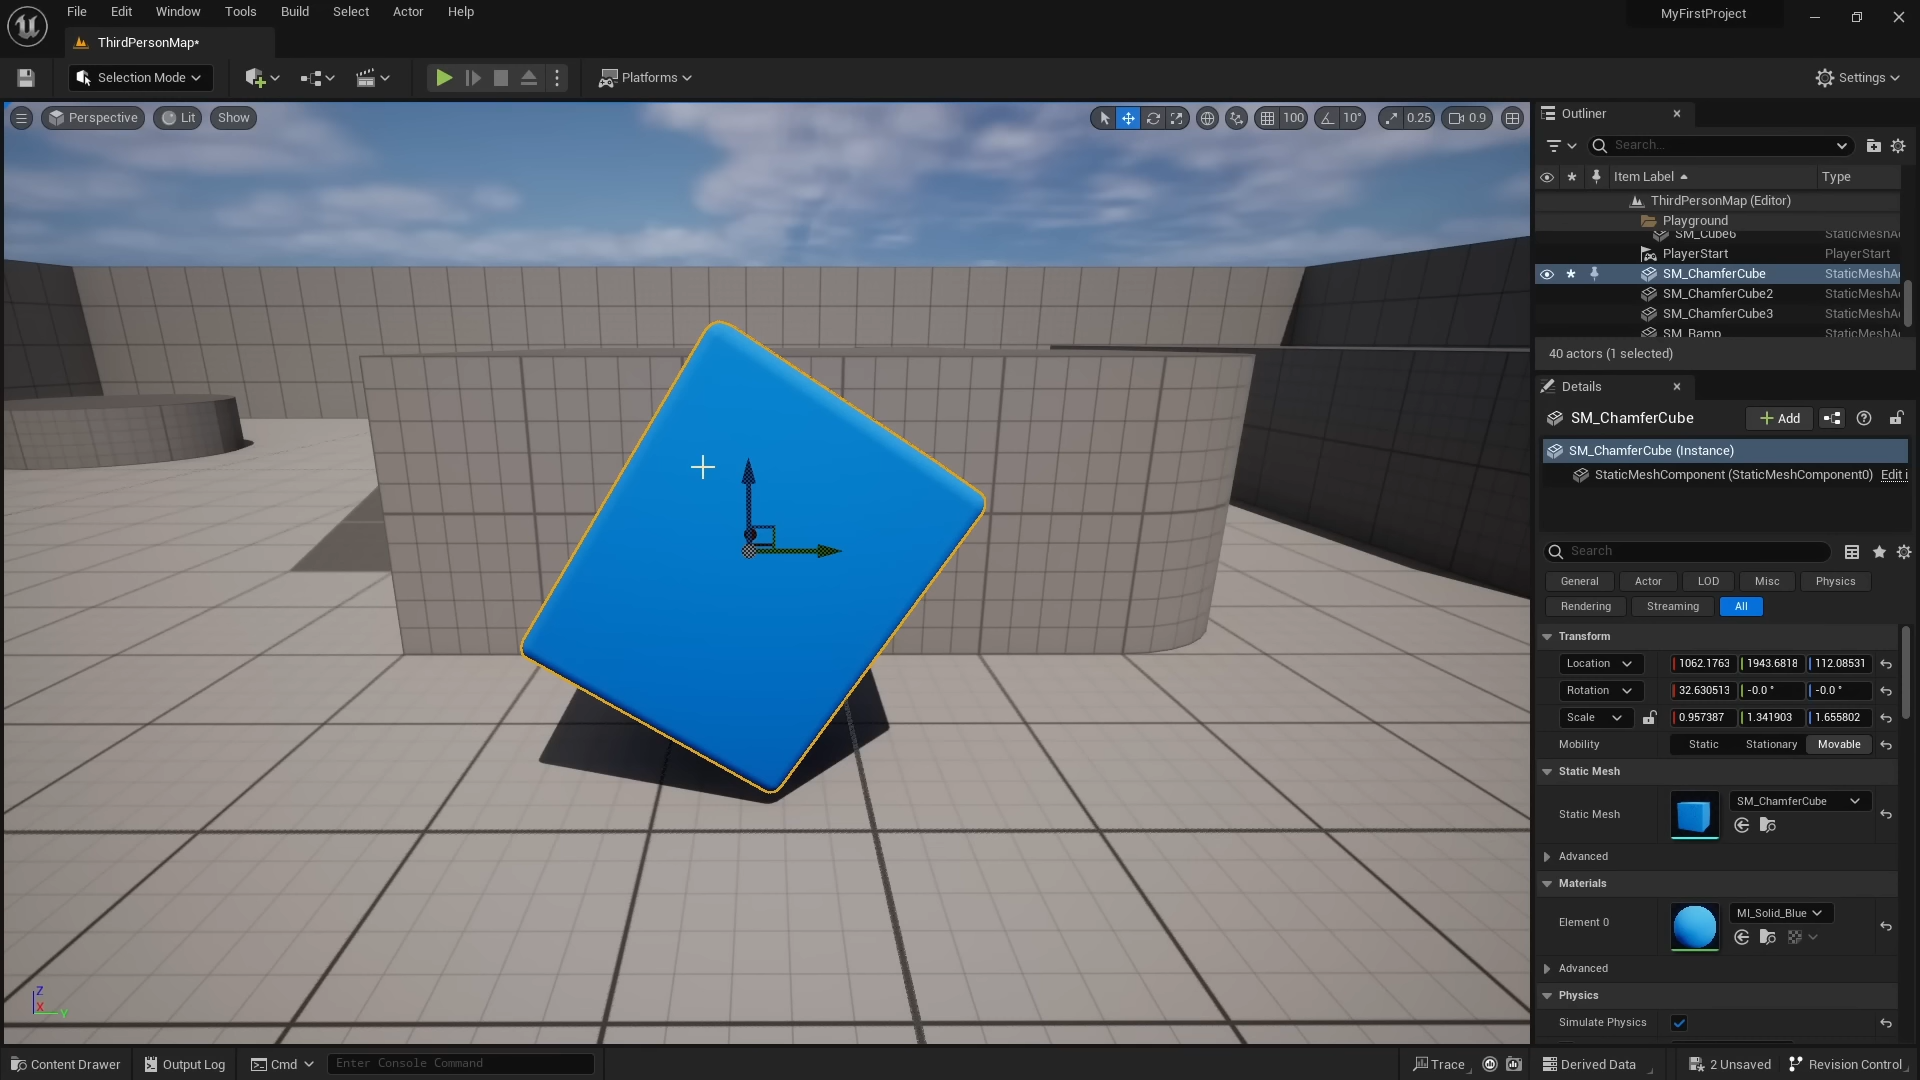 File Edit Window Tools Build Select Actor Help
MyFirstProject
ThirdPersonMap*
Selection Mode
Platforms
Settings
Perspective Lit Show
100 10° 0.25 0.9
Outliner
Search...
Item Label Type
ThirdPersonMap (Editor)
Playground
SM_Cube6 StaticMeshA
PlayerStart PlayerStart
SM_ChamferCube StaticMeshA
SM_ChamferCube2 StaticMeshA
SM_ChamferCube3 StaticMeshA
SM_Ramp StaticMeshA
40 actors (1 selected)
Details
SM_ChamferCube Add
SM_ChamferCube (Instance)
StaticMeshComponent (StaticMeshComponent0) Edit i
Search
General Actor LOD Misc Physics
Rendering Streaming All
Transform
Location 1062.1763 1943.6818 112.08531
Rotation 32.630513 -0.0 ° -0.0 °
Scale 0.957387 1.341903 1.655802
Mobility Static Stationary Movable
Static Mesh
SM_ChamferCube
Static Mesh
Advanced
Materials
MI_Solid_Blue
Element 0
Advanced
Physics
Simulate Physics
Z
X
Y
Content Drawer Output Log Cmd Enter Console Command Trace Derived Data 2 Unsaved Revision Control